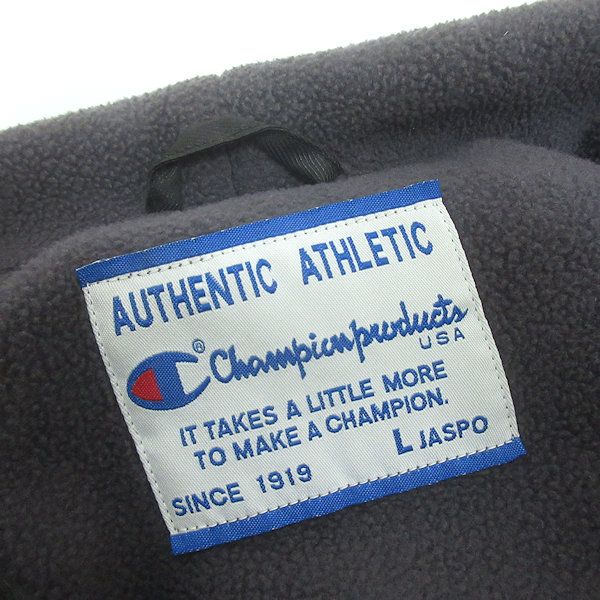 AUTHENTIC ATHLETIC
® Champion products
USA
IT TAKES A LITTLE MORE
TO MAKE A CHAMPION.
L JASPO
SINCE 1919